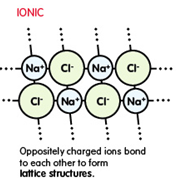 IONIC
Na⁺ Cl⁻ Na⁺ Cl⁻
Cl⁻ Na⁺ Cl⁻ Na⁺
Oppositely charged ions bond
to each other to form
lattice structures.